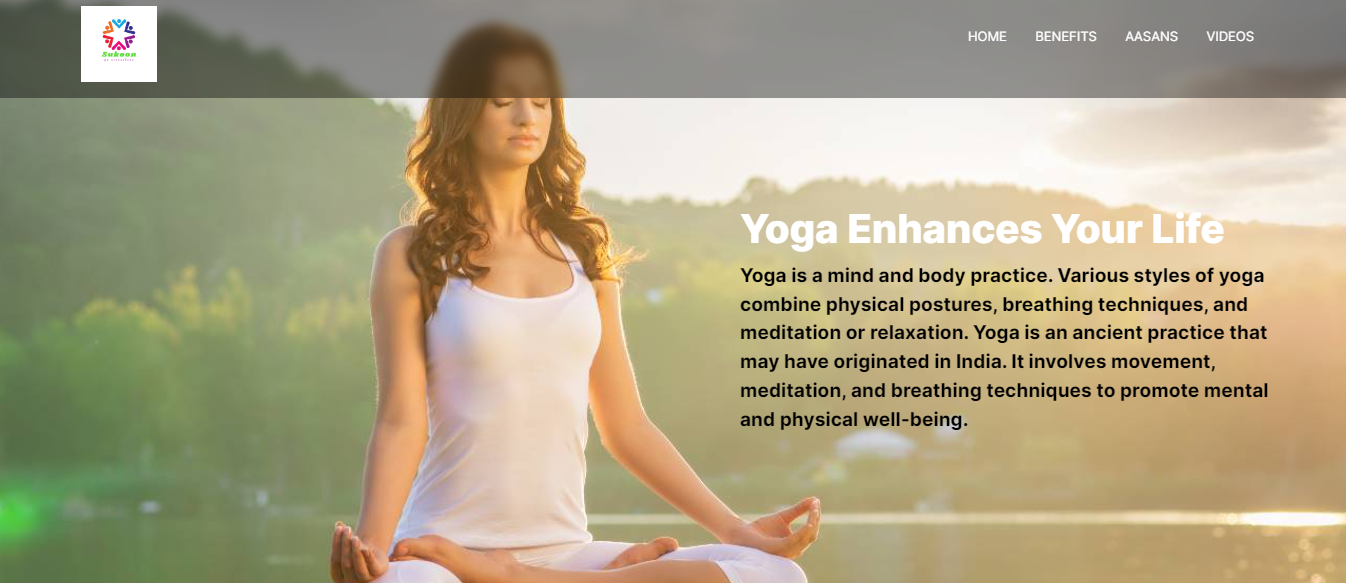 Sukoon
HOME BENEFITS AASANS VIDEOS
Yoga Enhances Your Life
Yoga is a mind and body practice. Various styles of yoga
combine physical postures, breathing techniques, and
meditation or relaxation. Yoga is an ancient practice that
may have originated in India. It involves movement,
meditation, and breathing techniques to promote mental
and physical well-being.